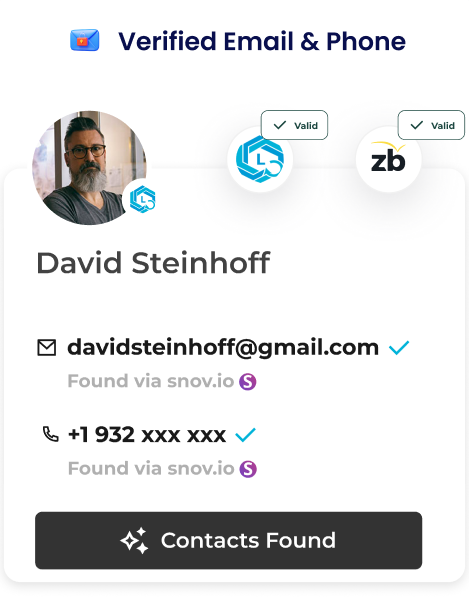 Verified Email & Phone
Valid
Valid
L
zb
David Steinhoff
davidsteinhoff@gmail.com
Found via snov.io S
+1 932 xxx xxx
Found via snov.io S
Contacts Found